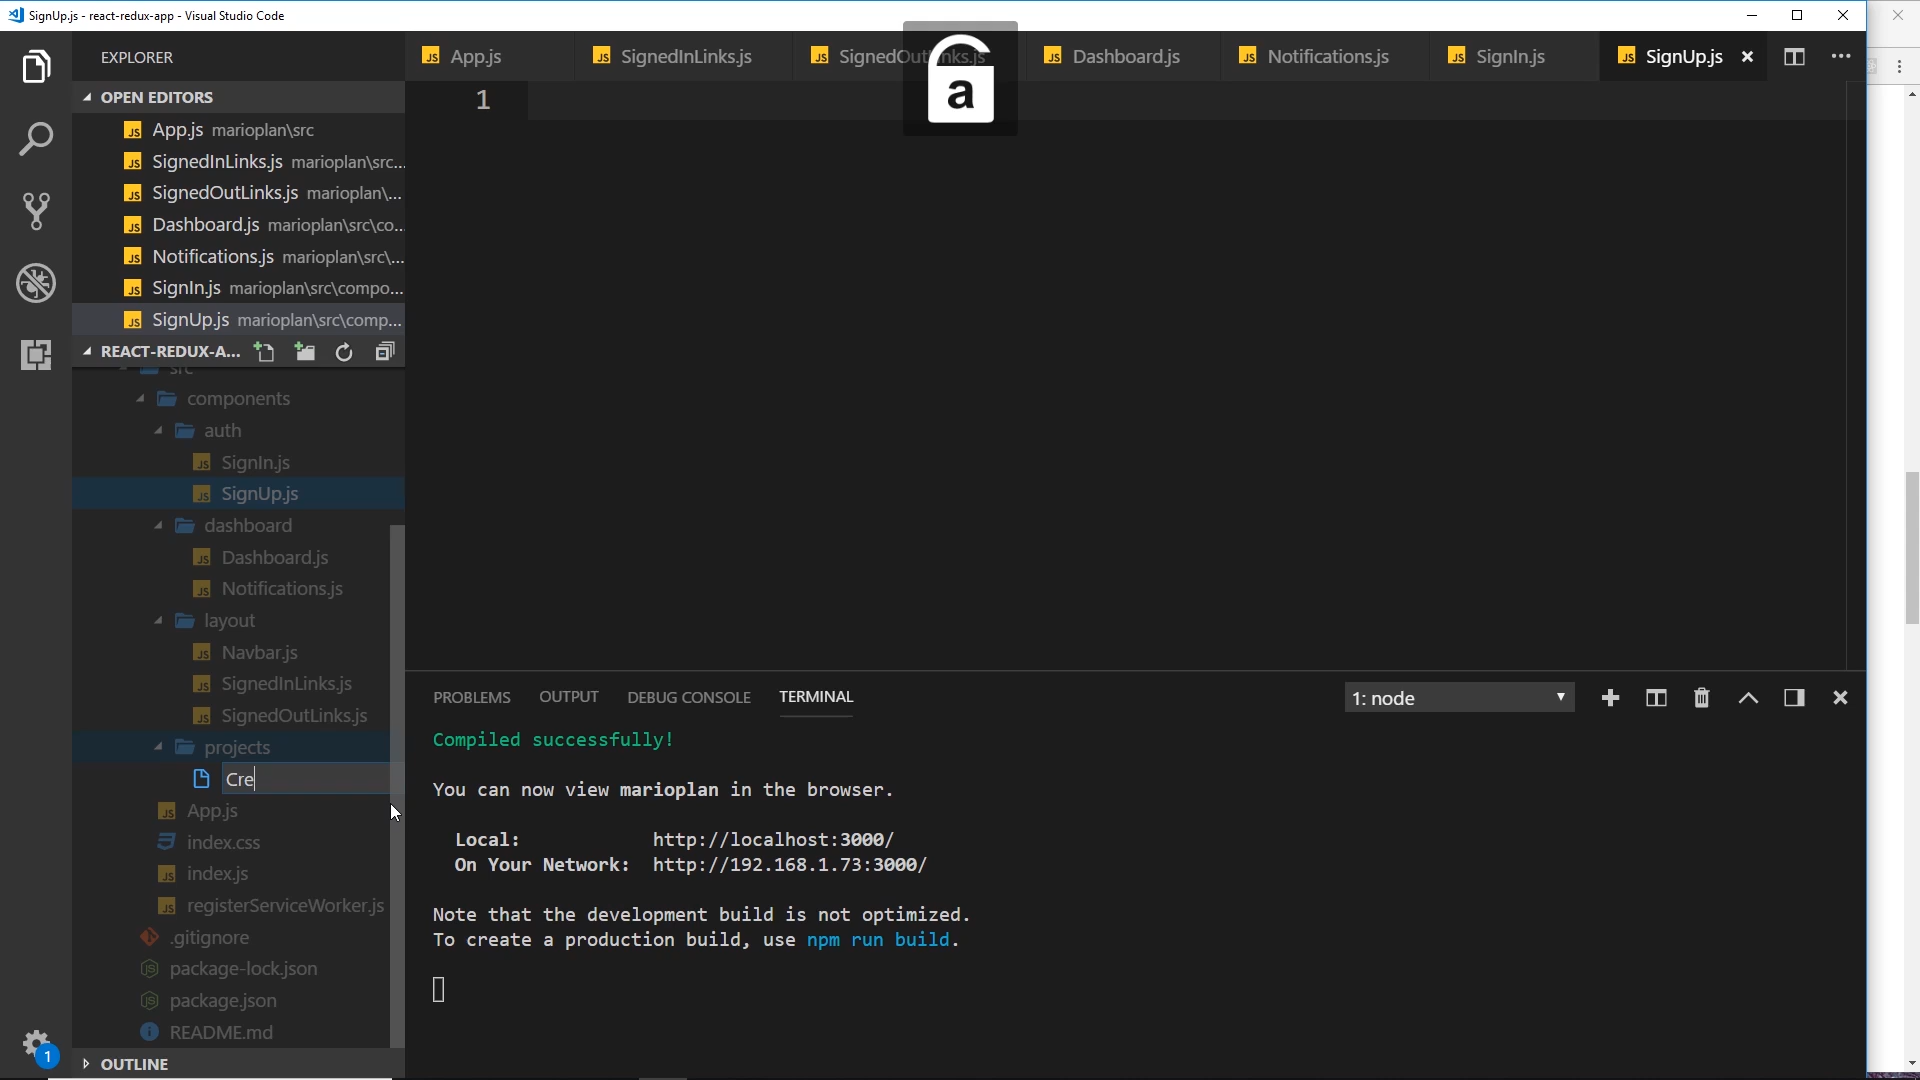 SignUp.js - react-redux-app - Visual Studio Code
EXPLORER
App.js
SignedInLinks.js
SignedOutLinks.js
Dashboard.js
Notifications.js
SignIn.js
SignUp.js
a
OPEN EDITORS
1
App.js marioplan\src
SignedInLinks.js marioplan\src...
SignedOutLinks.js marioplan\...
Dashboard.js marioplan\src\co...
Notifications.js marioplan\src\...
SignIn.js marioplan\src\compo...
SignUp.js marioplan\src\comp...
REACT-REDUX-A...
src
components
auth
SignIn.js
SignUp.js
dashboard
Dashboard.js
Notifications.js
layout
Navbar.js
SignedInLinks.js
SignedOutLinks.js
projects
Cre
App.js
index.css
index.js
registerServiceWorker.js
.gitignore
package-lock.json
package.json
README.md
1
OUTLINE
PROBLEMS
OUTPUT
DEBUG CONSOLE
TERMINAL
1: node
Compiled successfully!
You can now view marioplan in the browser.
Local: http://localhost:3000/
On Your Network: http://192.168.1.73:3000/
Note that the development build is not optimized.
To create a production build, use npm run build.